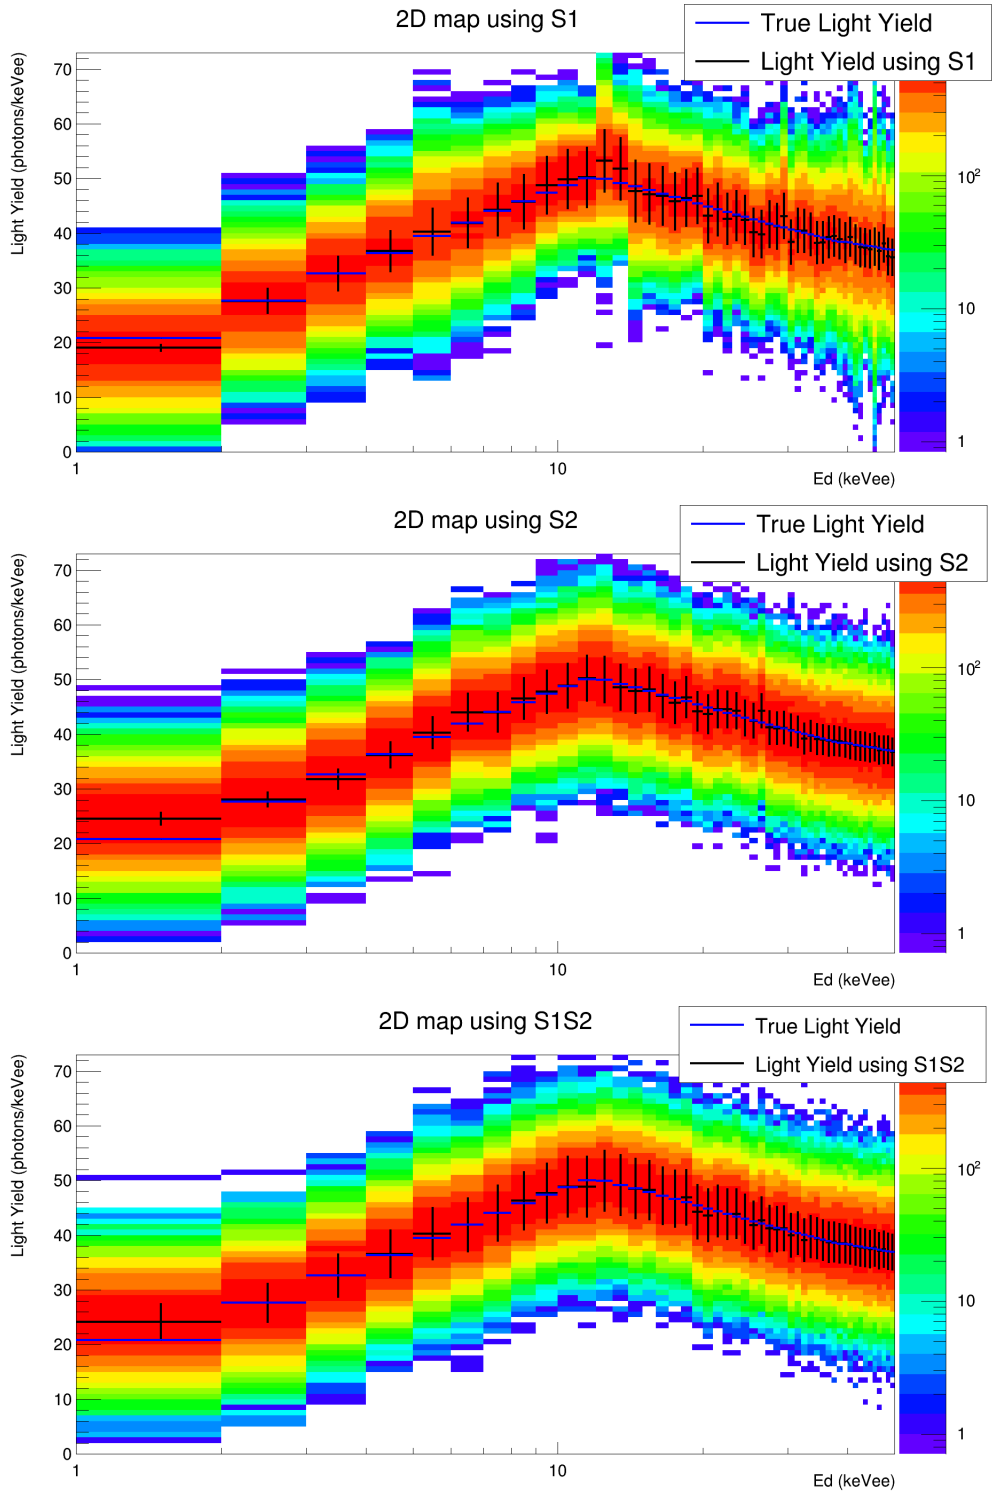 2D map using S1
True Light Yield
Light Yield using S1
Light Yield (photons/keVee)
70
60
50
40
30
20
10
0
10²
10
1
1
10
Ed (keVee)
2D map using S2
True Light Yield
Light Yield using S2
Light Yield (photons/keVee)
70
60
50
40
30
20
10
0
10²
10
1
1
10
Ed (keVee)
2D map using S1S2
True Light Yield
Light Yield using S1S2
Light Yield (photons/keVee)
70
60
50
40
30
20
10
0
10²
10
1
1
10
Ed (keVee)